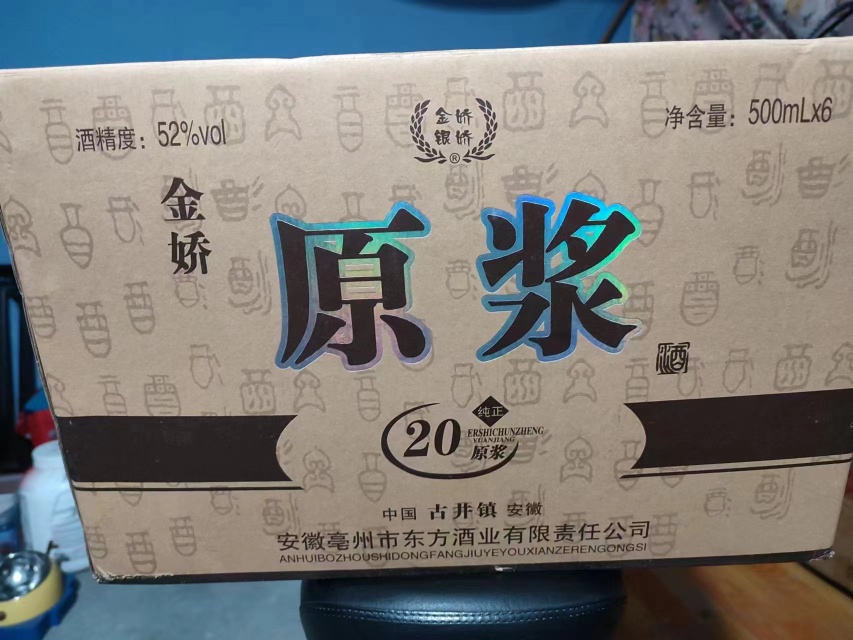 酒精度：52%vol
金娇
银娇
®
净含量：500mLx6
金娇
原浆
酒
20
纯正
ERSHICHUNZHENG
YUANJIANG
原浆
中国 古井镇 安徽
安徽亳州市东方酒业有限责任公司
ANHUIBOZHOUSHIDONGFANGJIUYEYOUXIANZERENGONGSI